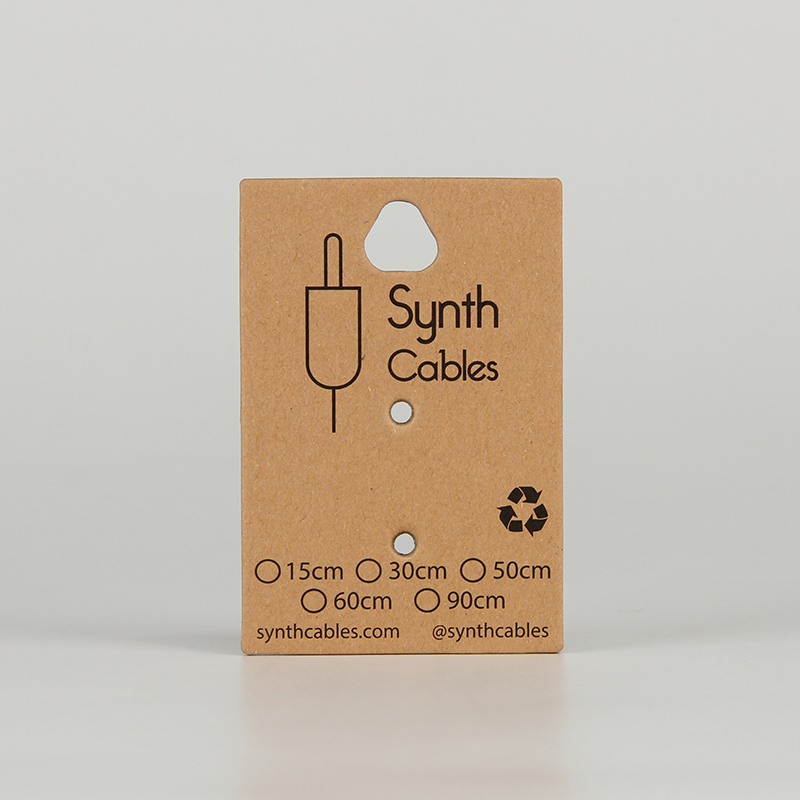 Synth
Cables
15cm 30cm 50cm
60cm 90cm
synthcables.com @synthcables